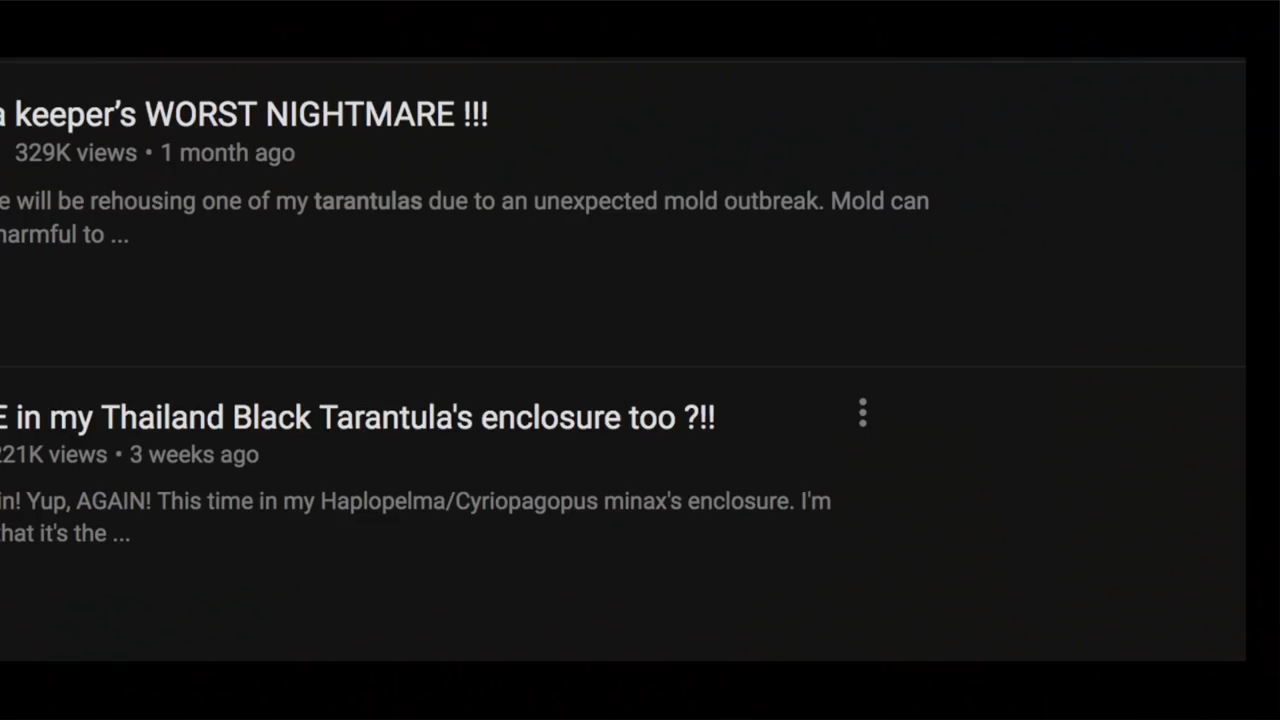 keeper’s WORST NIGHTMARE !!!
329K views • 1 month ago
will be rehousing one of my tarantulas due to an unexpected mold outbreak. Mold can
harmful to ...
in my Thailand Black Tarantula's enclosure too ?!!
221K views • 3 weeks ago
Yup, AGAIN! This time in my Haplopelma/Cyriopagopus minax's enclosure. I'm
that it's the ...